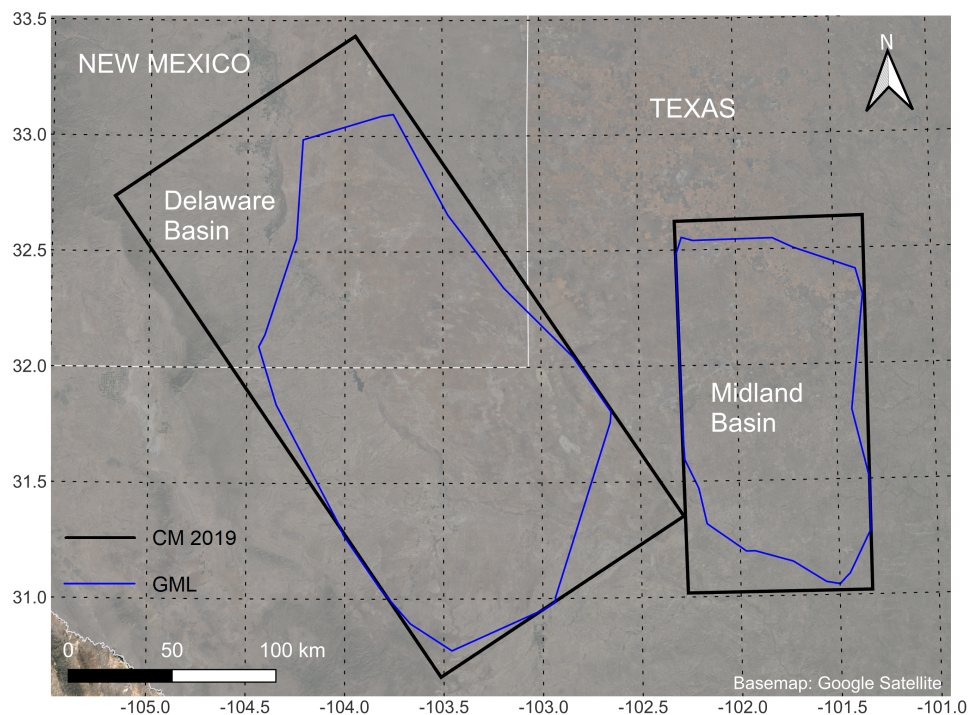 33.5
NEW MEXICO
N
TEXAS
33.0
Delaware
Basin
32.5
32.0
Midland
Basin
31.5
CM 2019
GML
31.0
0 50 100 km
Basemap: Google Satellite
-105.0 -104.5 -104.0 -103.5 -103.0 -102.5 -102.0 -101.5 -101.0